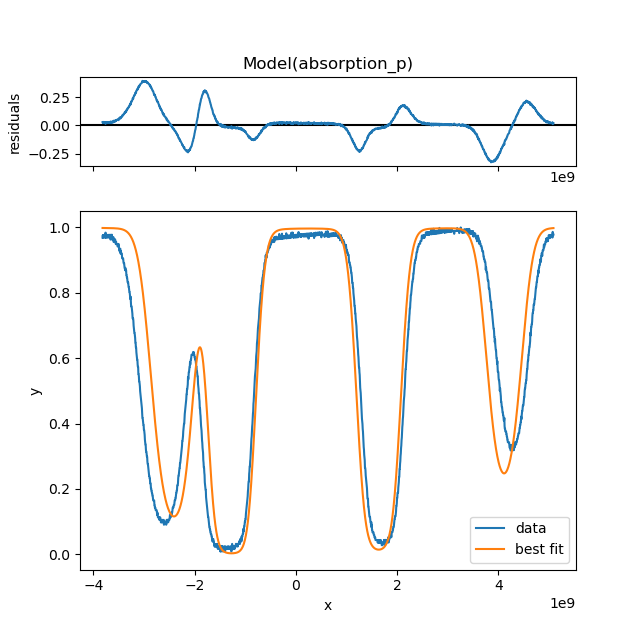 Model(absorption_p)
residuals
0.25
0.00
−0.25
1e9
1.0
0.8
0.6
0.4
0.2
0.0
y
−4
−2
0
2
4
x
1e9
data
best fit